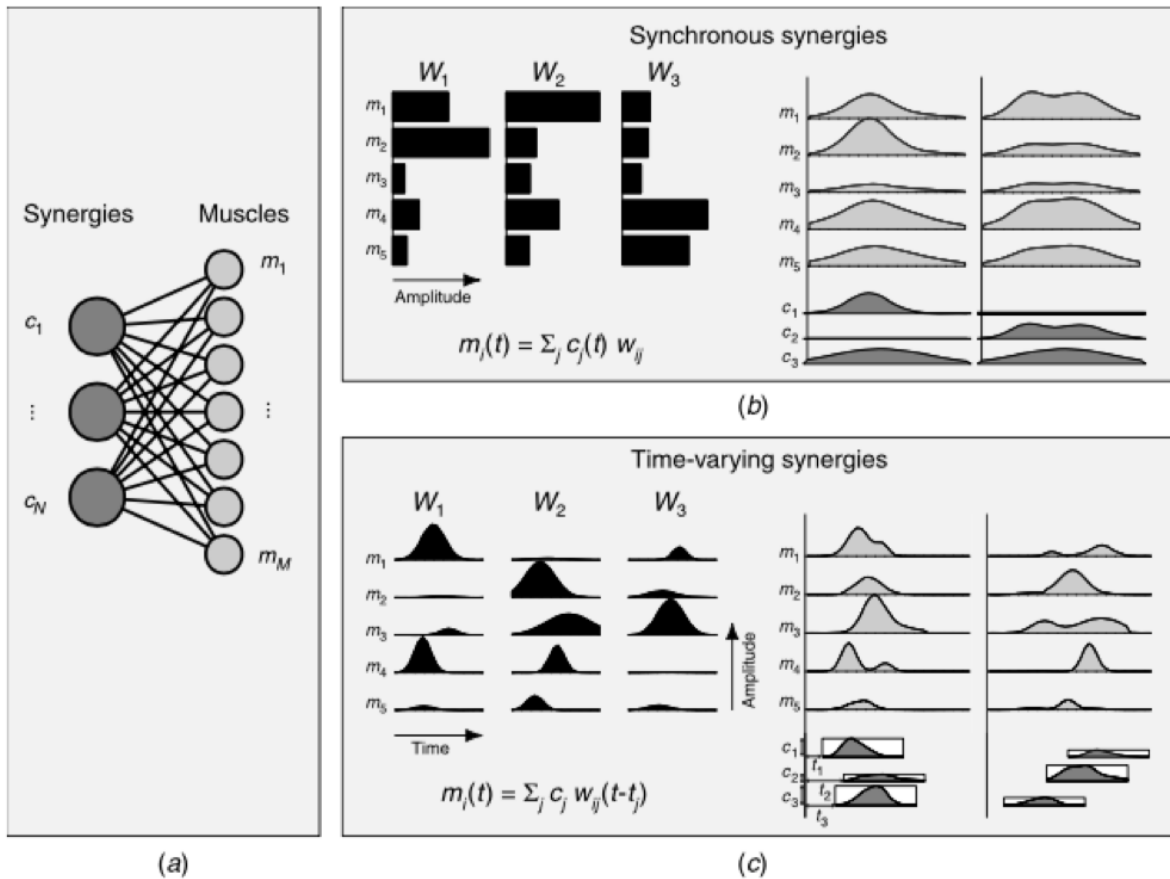 Synergies Muscles
m1
c1
⋮ ⋮
cN
mM
(a)
Synchronous synergies
W1 W2 W3
m1
m2
m3
m4
m5
Amplitude
mi(t) = Σj cj(t) wij
m1
m2
m3
m4
m5
c1
c2
c3
(b)
Time-varying synergies
W1 W2 W3
m1
m2
m3
m4
m5
Amplitude
Time
mi(t) = Σj cj wij(t-tj)
m1
m2
m3
m4
m5
c1
t1
c2
t2
c3
t3
(c)